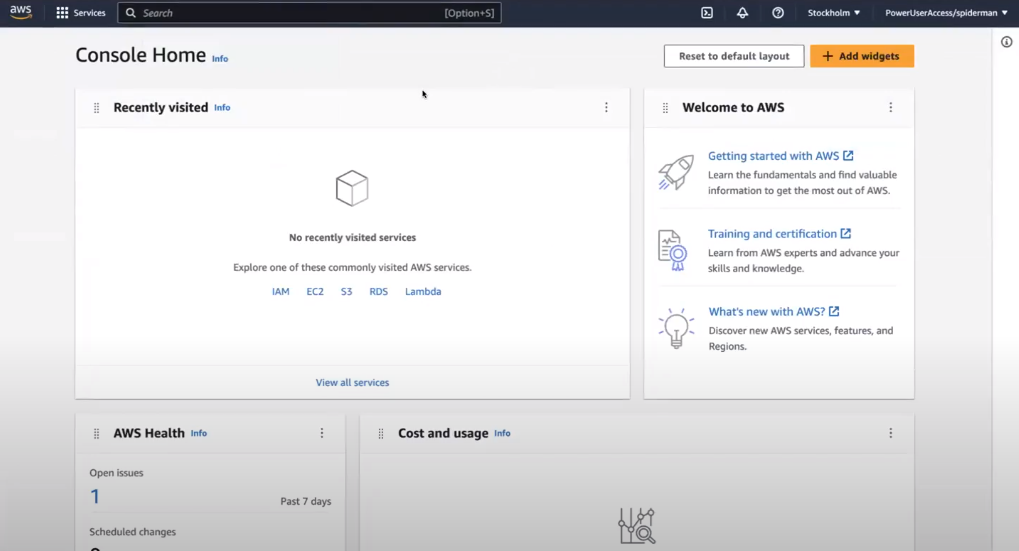 aws
Services
Search
[Option+S]
Stockholm
PowerUserAccess/spiderman
Console Home
Info
Reset to default layout
+ Add widgets
Recently visited
Info
No recently visited services
Explore one of these commonly visited AWS services.
IAM EC2 S3 RDS Lambda
View all services
Welcome to AWS
Getting started with AWS
Learn the fundamentals and find valuable
information to get the most out of AWS.
Training and certification
Learn from AWS experts and advance your
skills and knowledge.
What's new with AWS?
Discover new AWS services, features, and
Regions.
AWS Health
Info
Open issues
1
Past 7 days
Scheduled changes
Cost and usage
Info